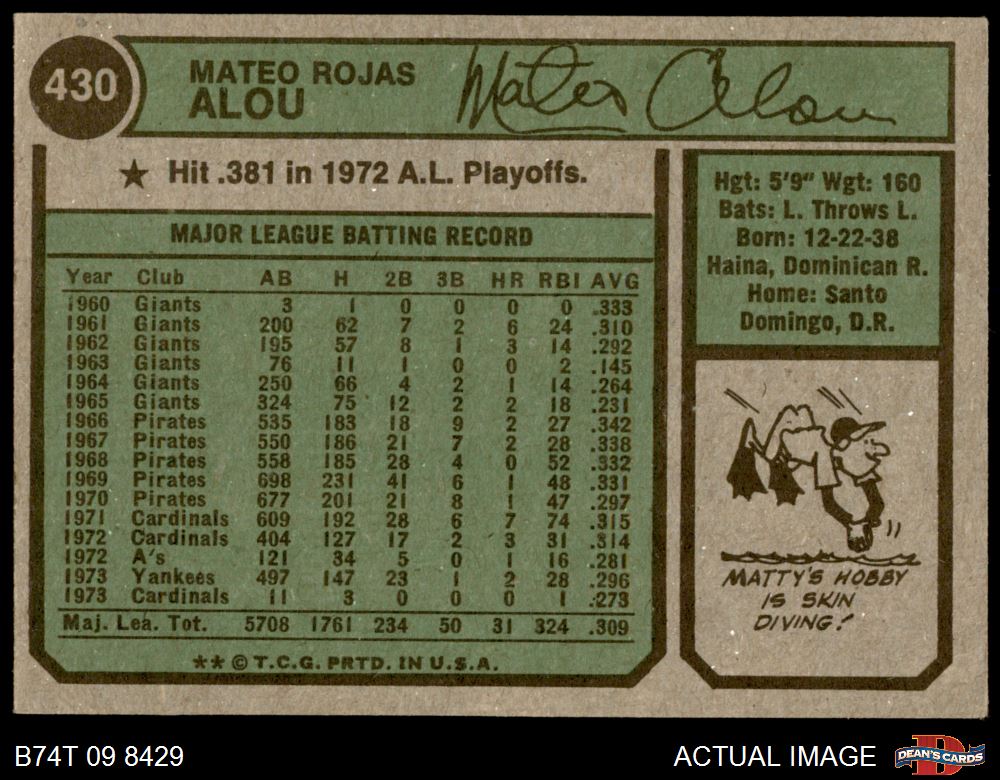 430
MATEO ROJAS
ALOU
Mateo Alou
★ Hit .381 in 1972 A.L. Playoffs.
MAJOR LEAGUE BATTING RECORD
Year Club AB H 2B 3B HR RBI AVG
1960 Giants 3 1 0 0 0 0 .333
1961 Giants 200 62 7 2 6 24 .310
1962 Giants 195 57 8 1 3 14 .292
1963 Giants 76 11 1 0 0 2 .145
1964 Giants 250 66 4 2 1 14 .264
1965 Giants 324 75 12 2 2 18 .231
1966 Pirates 535 183 18 9 2 27 .342
1967 Pirates 550 186 21 7 2 28 .338
1968 Pirates 558 185 28 4 0 52 .332
1969 Pirates 698 231 41 6 1 48 .331
1970 Pirates 677 201 21 8 1 47 .297
1971 Cardinals 609 192 28 6 7 74 .315
1972 Cardinals 404 127 17 2 3 31 .314
1972 A's 121 34 5 0 1 16 .281
1973 Yankees 497 147 23 1 2 28 .296
1973 Cardinals 11 3 0 0 0 1 .273
Maj. Lea. Tot. 5708 1761 234 50 31 324 .309
** © T.C.G. PRTD. IN U.S.A.
Hgt: 5'9" Wgt: 160
Bats: L. Throws L.
Born: 12-22-38
Haina, Dominican R.
Home: Santo
Domingo, D.R.
MATTY'S HOBBY
IS SKIN
DIVING!
B74T 09 8429
ACTUAL IMAGE
DEAN'S CARDS